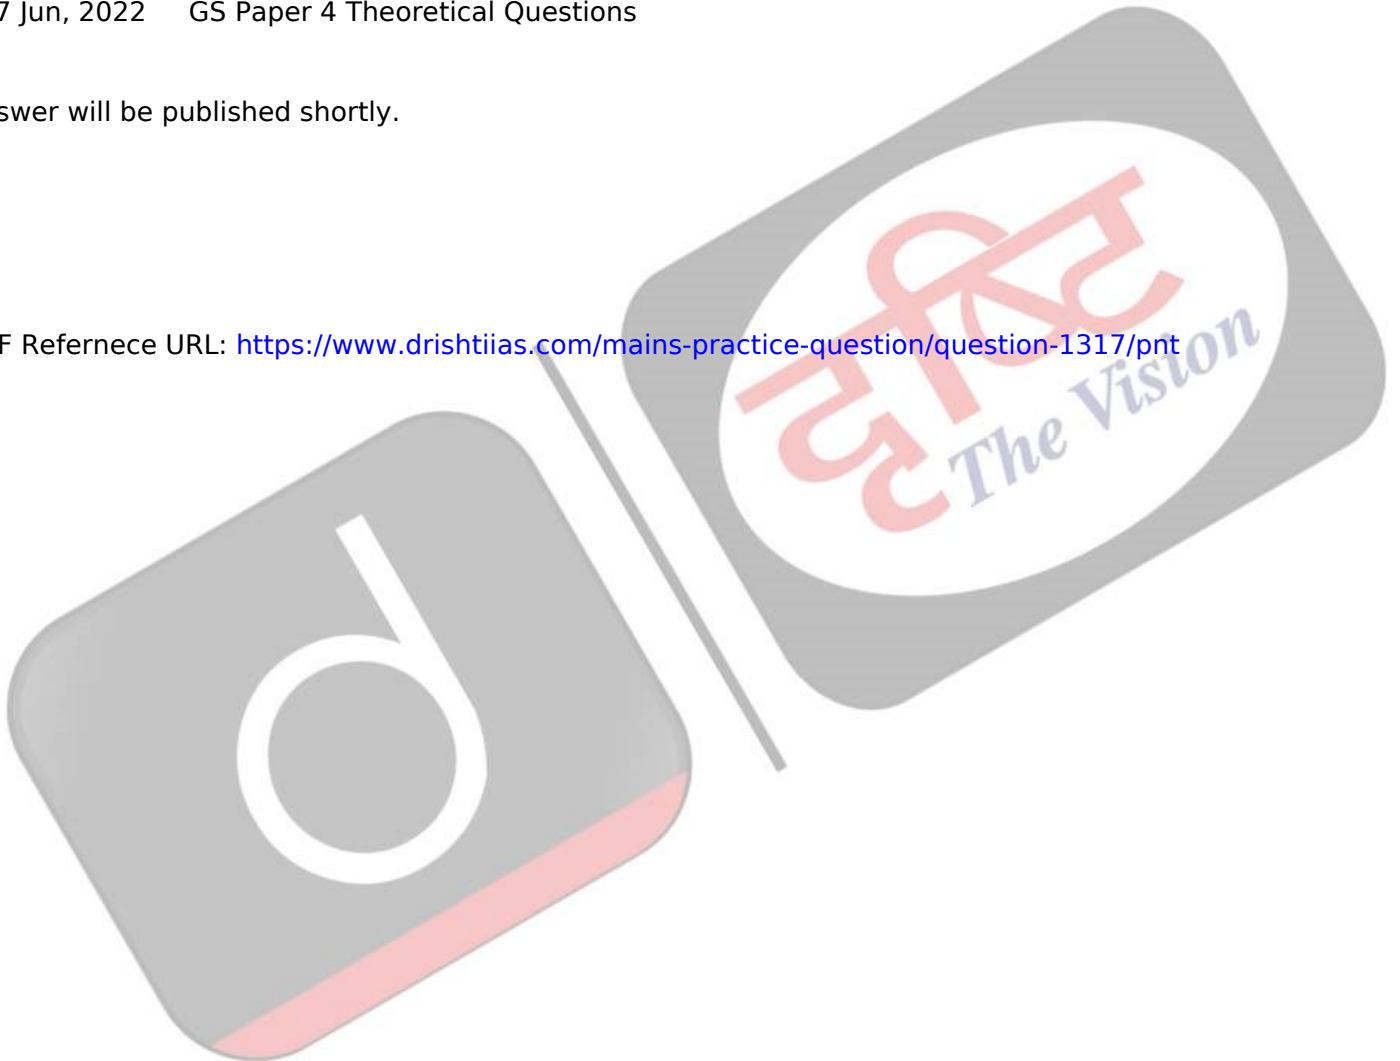 7 Jun, 2022 GS Paper 4 Theoretical Questions
swer will be published shortly.
F Refernece URL: https://www.drishtiias.com/mains-practice-question/question-1317/pnt
दृष्टि
The Vision
d